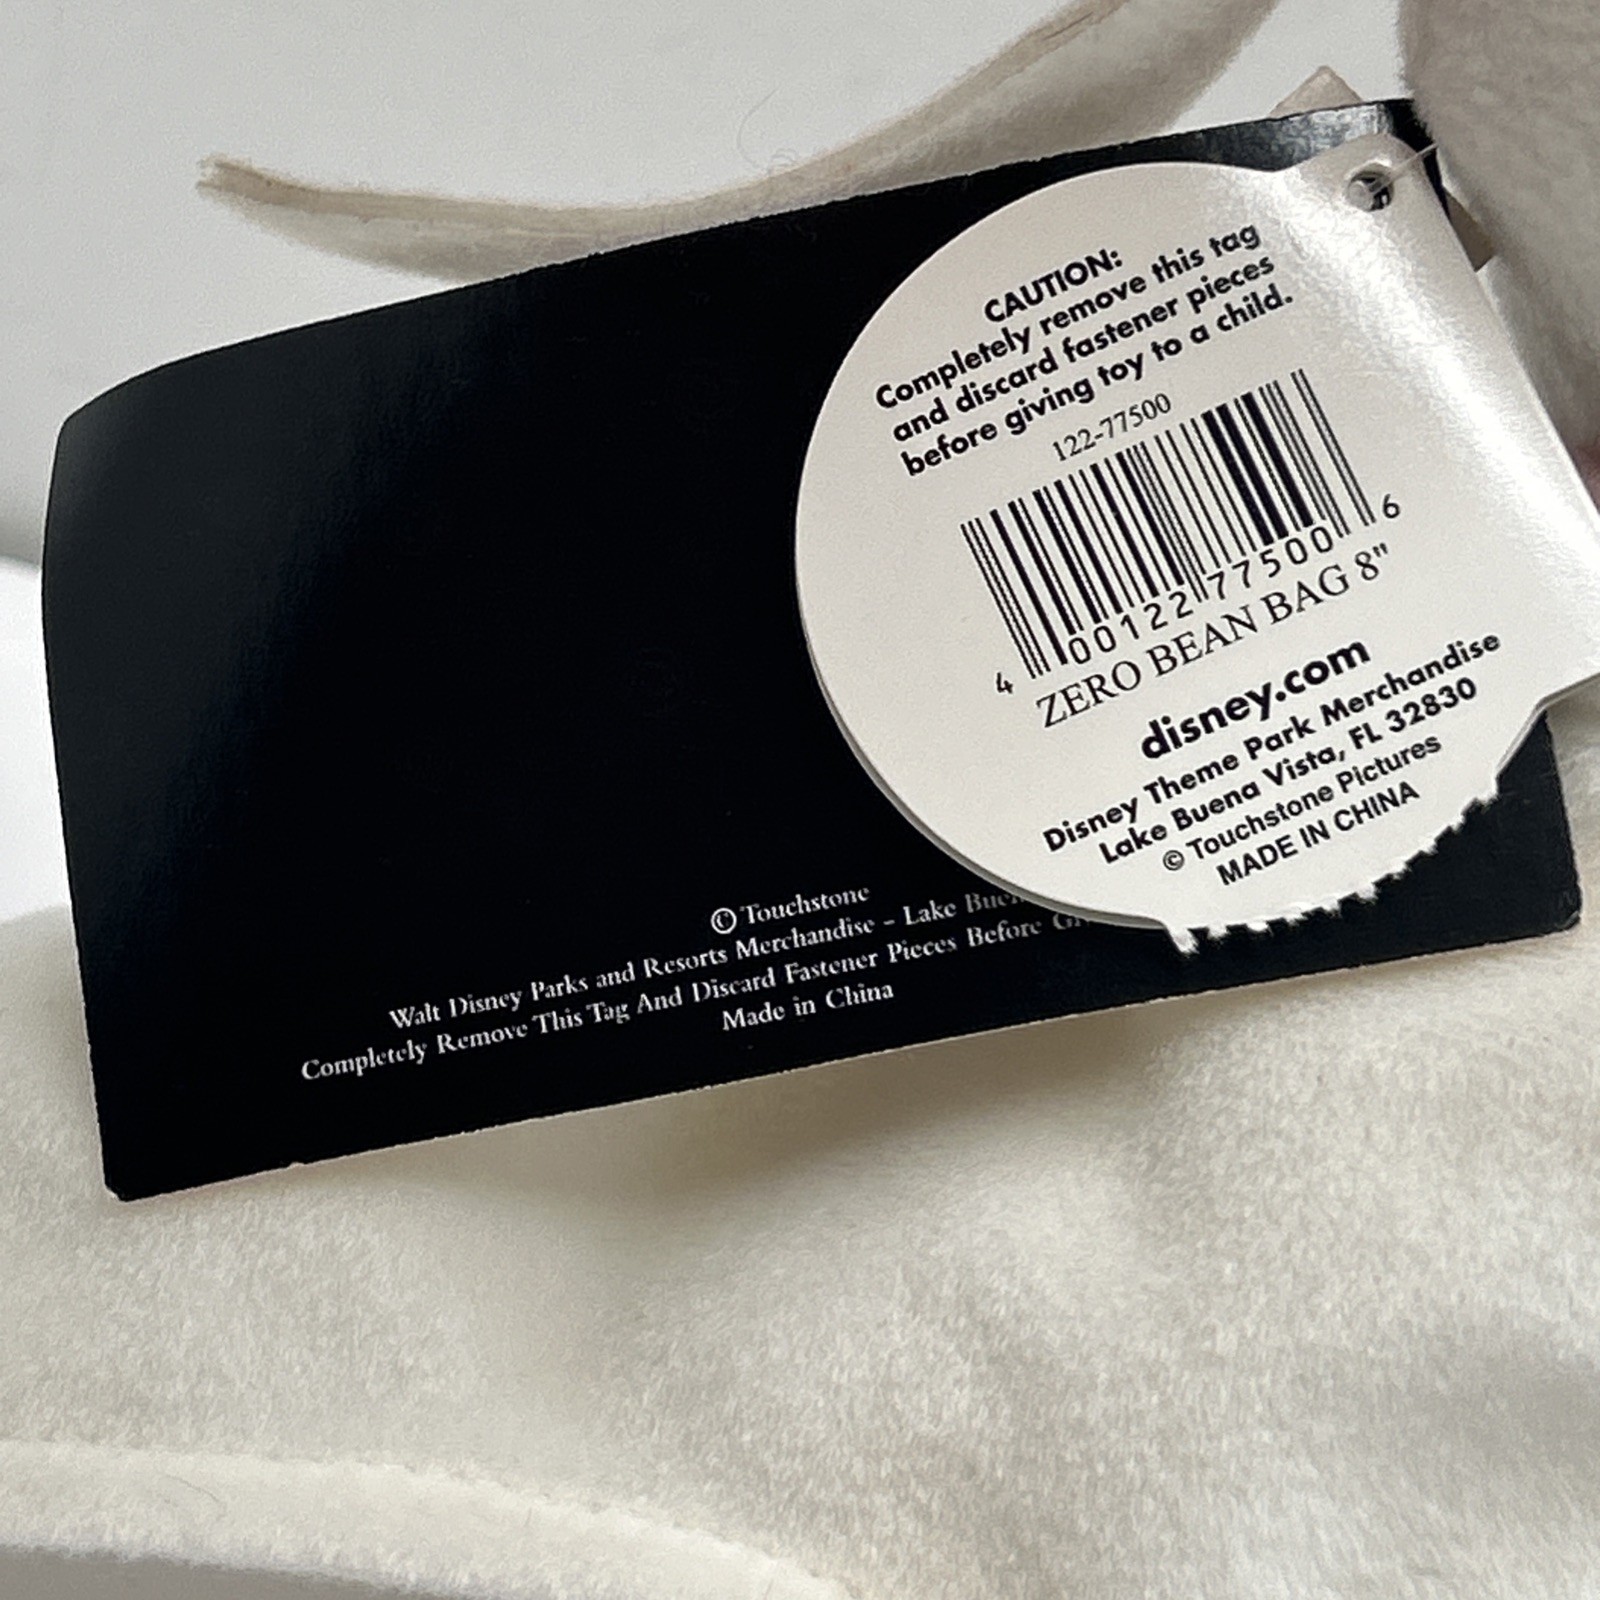 CAUTION:
Completely remove this tag
and discard fastener pieces
before giving toy to a child.
122-77500
4 00122 77500 6
ZERO BEAN BAG 8"
disney.com
Disney Theme Park Merchandise
Lake Buena Vista, FL 32830
© Touchstone Pictures
MADE IN CHINA
© Touchstone
Walt Disney Parks and Resorts Merchandise - Lake
Completely Remove This Tag And Discard Fastener Pieces Before
Made in China